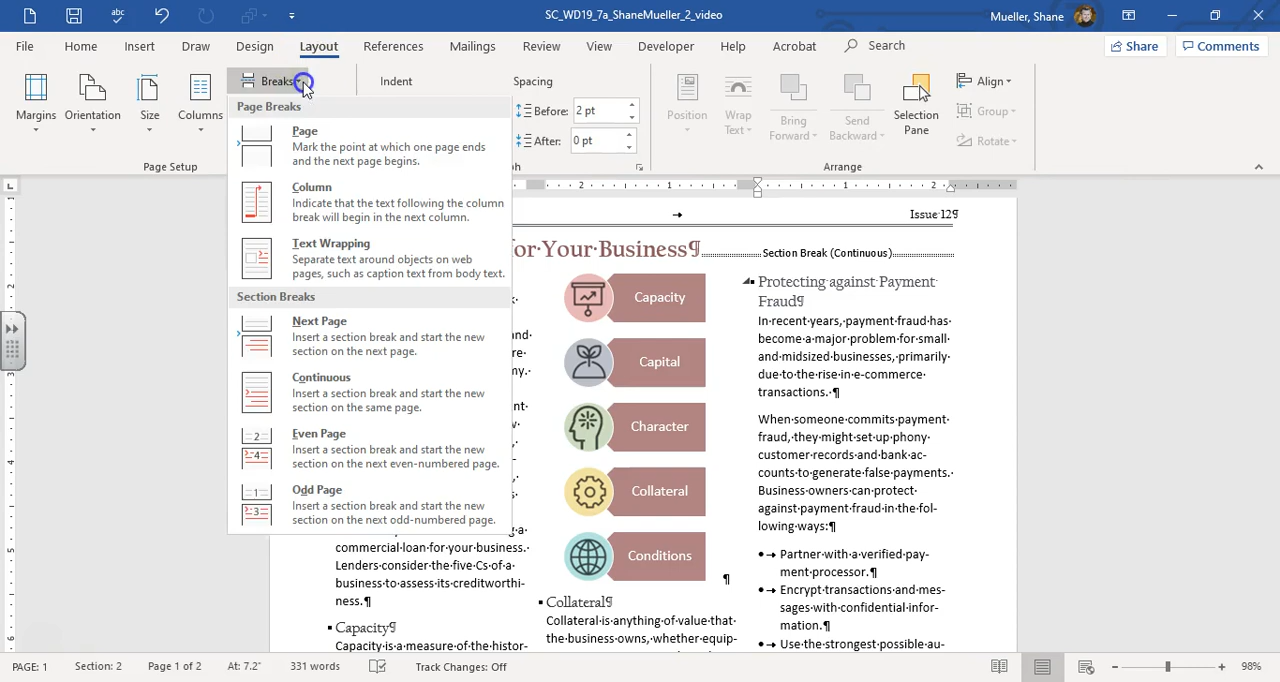 SC_WD19_7a_ShaneMueller_2_video
Mueller, Shane
File Home Insert Draw Design Layout References Mailings Review View Developer Help Acrobat Search Share Comments
Margins
Orientation
Size
Columns
Breaks
Page Setup
Indent
Spacing
Before: 2 pt
After: 0 pt
Position
Wrap Text
Bring Forward
Send Backward
Selection Pane
Align
Group
Rotate
Arrange
Page Breaks
Page
Mark the point at which one page ends
and the next page begins.
Column
Indicate that the text following the column
break will begin in the next column.
Text Wrapping
Separate text around objects on web
pages, such as caption text from body text.
Section Breaks
Next Page
Insert a section break and start the new
section on the next page.
Continuous
Insert a section break and start the new
section on the same page.
Even Page
Insert a section break and start the new
section on the next even-numbered page.
Odd Page
Insert a section break and start the new
section on the next odd-numbered page.
Issue·12¶
for·Your·Business¶ Section Break (Continuous)
commercial·loan·for·your·business.·
Lenders·consider·the·five·Cs·of·a·
business·to·assess·its·creditworthi-
ness.¶
Capacity¶
Capacity·is·a·measure·of·the·histor-
Capacity
Capital
Character
Collateral
Conditions
¶
Collateral¶
Collateral·is·anything·of·value·that·
the·business·owns,·whether·equip-
Protecting·against·Payment·
Fraud¶
In·recent·years,·payment·fraud·has·
become·a·major·problem·for·small·
and·midsized·businesses,·primarily·
due·to·the·rise·in·e-commerce·
transactions.·¶
When·someone·commits·payment·
fraud,·they·might·set·up·phony·
customer·records·and·bank·ac-
counts·to·generate·false·payments.·
Business·owners·can·protect·
against·payment·fraud·in·the·fol-
lowing·ways:¶
Partner·with·a·verified·pay-
ment·processor.¶
Encrypt·transactions·and·mes-
sages·with·confidential·infor-
mation.¶
Use·the·strongest·possible·au-
PAGE: 1 Section: 2 Page 1 of 2 At: 7.2" 331 words Track Changes: Off 98%